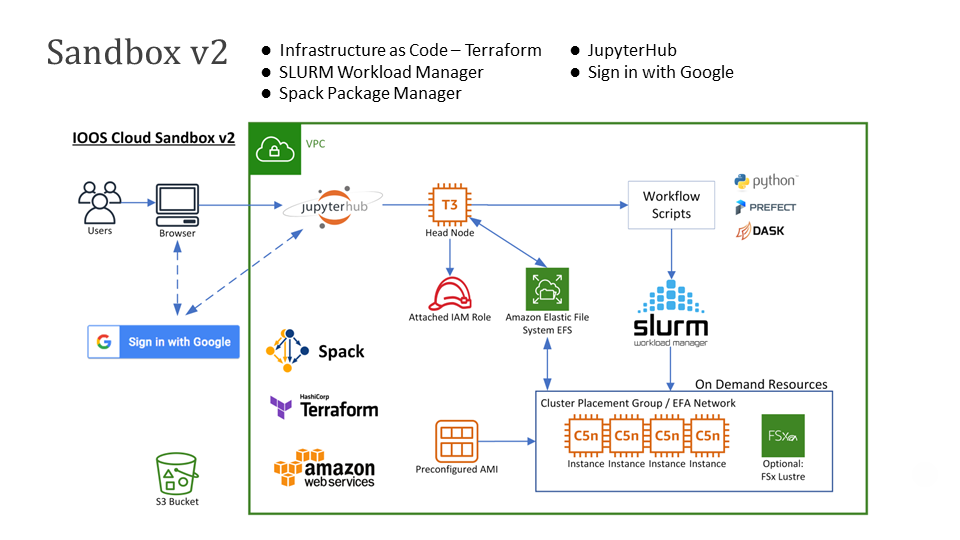 Sandbox v2
● Infrastructure as Code – Terraform
● SLURM Workload Manager
● Spack Package Manager
● JupyterHub
● Sign in with Google
IOOS Cloud Sandbox v2
VPC
Users
Browser
jupyterhub
T3
Head Node
Workflow
Scripts
python™
PREFECT
DASK
Attached IAM Role
Amazon Elastic File
System EFS
slurm
workload manager
G Sign in with Google
Spack
HashiCorp
Terraform
amazon
web services
On Demand Resources
Cluster Placement Group / EFA Network
C5n C5n C5n C5n
Instance Instance Instance Instance
FSx
Optional:
FSx Lustre
Preconfigured AMI
S3 Bucket